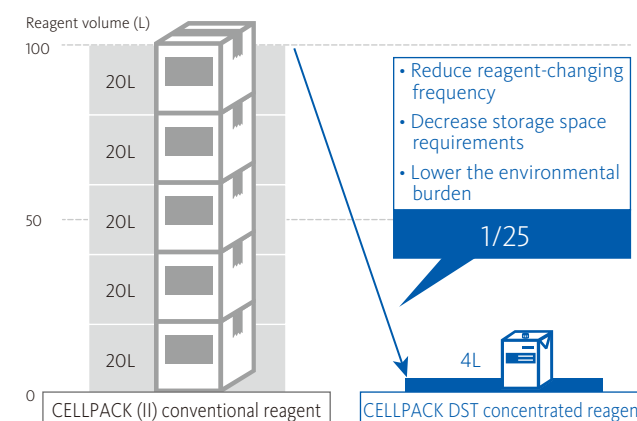 Reagent volume (L)
100
20L
20L
50
20L
20L
20L
0
CELLPACK (II) conventional reagent
• Reduce reagent-changing
frequency
• Decrease storage space
requirements
• Lower the environmental
burden
1/25
4L
CELLPACK DST concentrated reagen